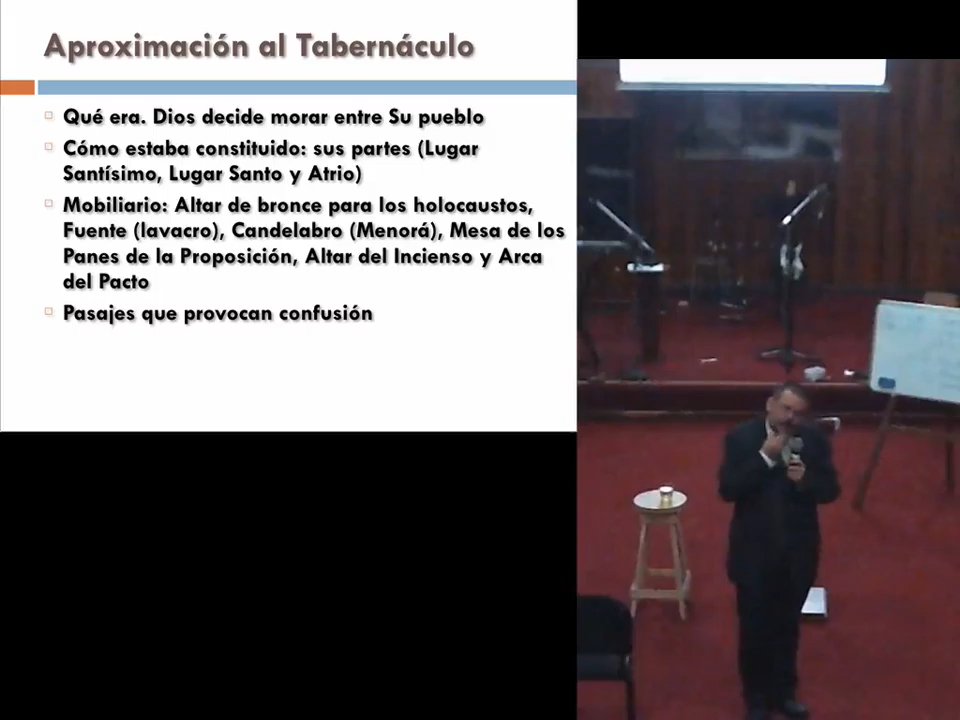 Aproximación al Tabernáculo
Qué era. Dios decide morar entre Su pueblo
Cómo estaba constituido: sus partes (Lugar
Santísimo, Lugar Santo y Atrio)
Mobiliario: Altar de bronce para los holocaustos,
Fuente (lavacro), Candelabro (Menorá), Mesa de los
Panes de la Proposición, Altar del Incienso y Arca
del Pacto
Pasajes que provocan confusión